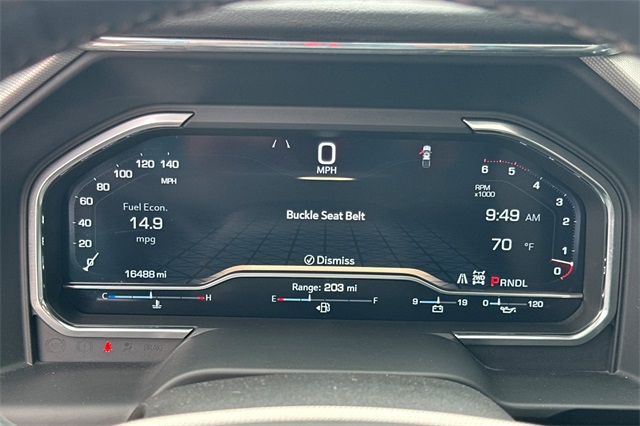 0
MPH
120 140
100
80
60
40
20
0
MPH
Fuel Econ.
14.9
mpg
16488 mi
Buckle Seat Belt
Dismiss
6 5 4 3 2 1 0
RPM
x1000
9:49 AM
70 °F
2WD
PRNDL
C H
Range: 203 mi
E F
9 19
0 120